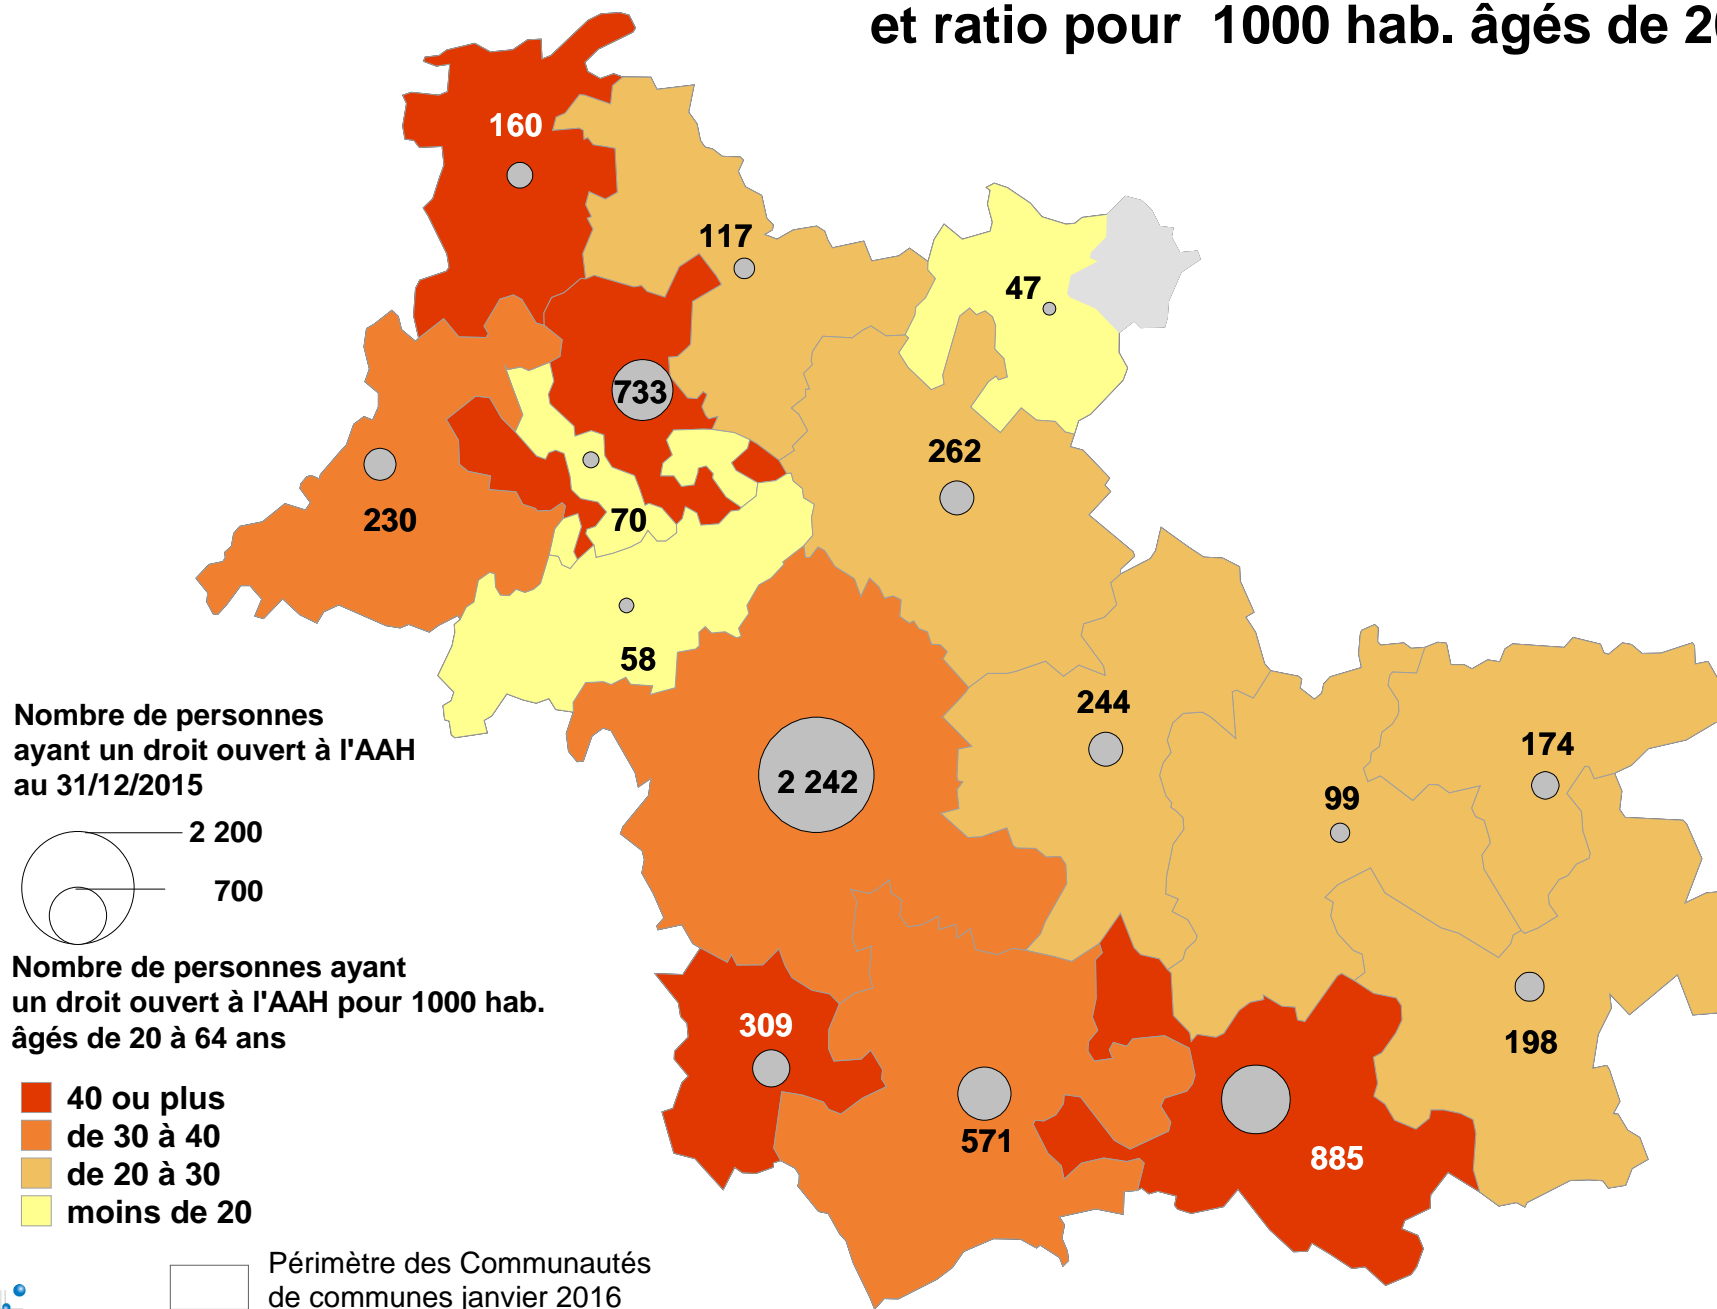 et ratio pour 1000 hab. âgés de 20
160
117
47
733
262
230
70
58
244
174
2 242
99
309
198
571
885
Nombre de personnes
ayant un droit ouvert à l'AAH
au 31/12/2015
2 200
700
Nombre de personnes ayant
un droit ouvert à l'AAH pour 1000 hab.
âgés de 20 à 64 ans
40 ou plus
de 30 à 40
de 20 à 30
moins de 20
Périmètre des Communautés
de communes janvier 2016